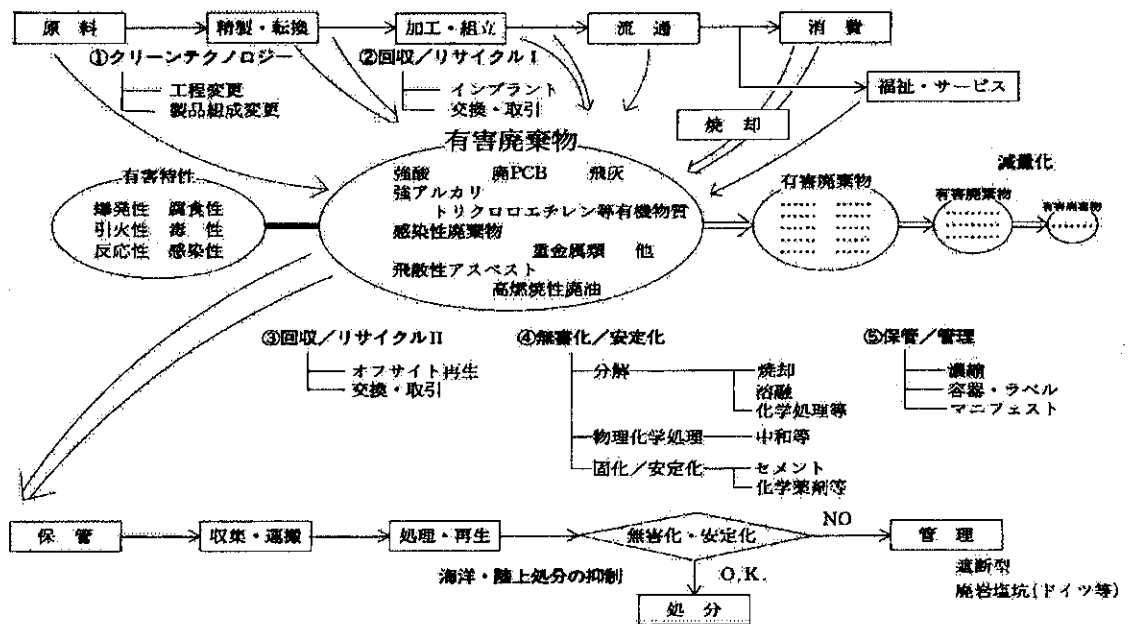 原料
精製・転換
加工・組立
流通
消費
①クリーンテクノロジー
工程変更
製品組成変更
②回収／リサイクルⅠ
インプラント
交換・取引
福祉・サービス
焼却
有害廃棄物
強酸 廃PCB 飛灰
強アルカリ
トリクロロエチレン等有機物質
感染性廃棄物
重金属類 他
飛散性アスベスト
高燃焼性廃油
有害特性
爆発性 腐食性
引火性 毒性
反応性 感染性
減量化
有害廃棄物
有害廃棄物
有害廃棄物
③回収／リサイクルⅡ
オフサイト再生
交換・取引
④無害化／安定化
分解
焼却
溶融
化学処理等
物理化学処理
中和等
固化／安定化
セメント
化学薬剤等
⑤保管／管理
濃縮
容器・ラベル
マニフェスト
保管
収集・運搬
処理・再生
無害化・安定化
NO
管理
遮断型
廃岩塩坑(ドイツ等)
海洋・陸上処分の抑制
O.K.
処分